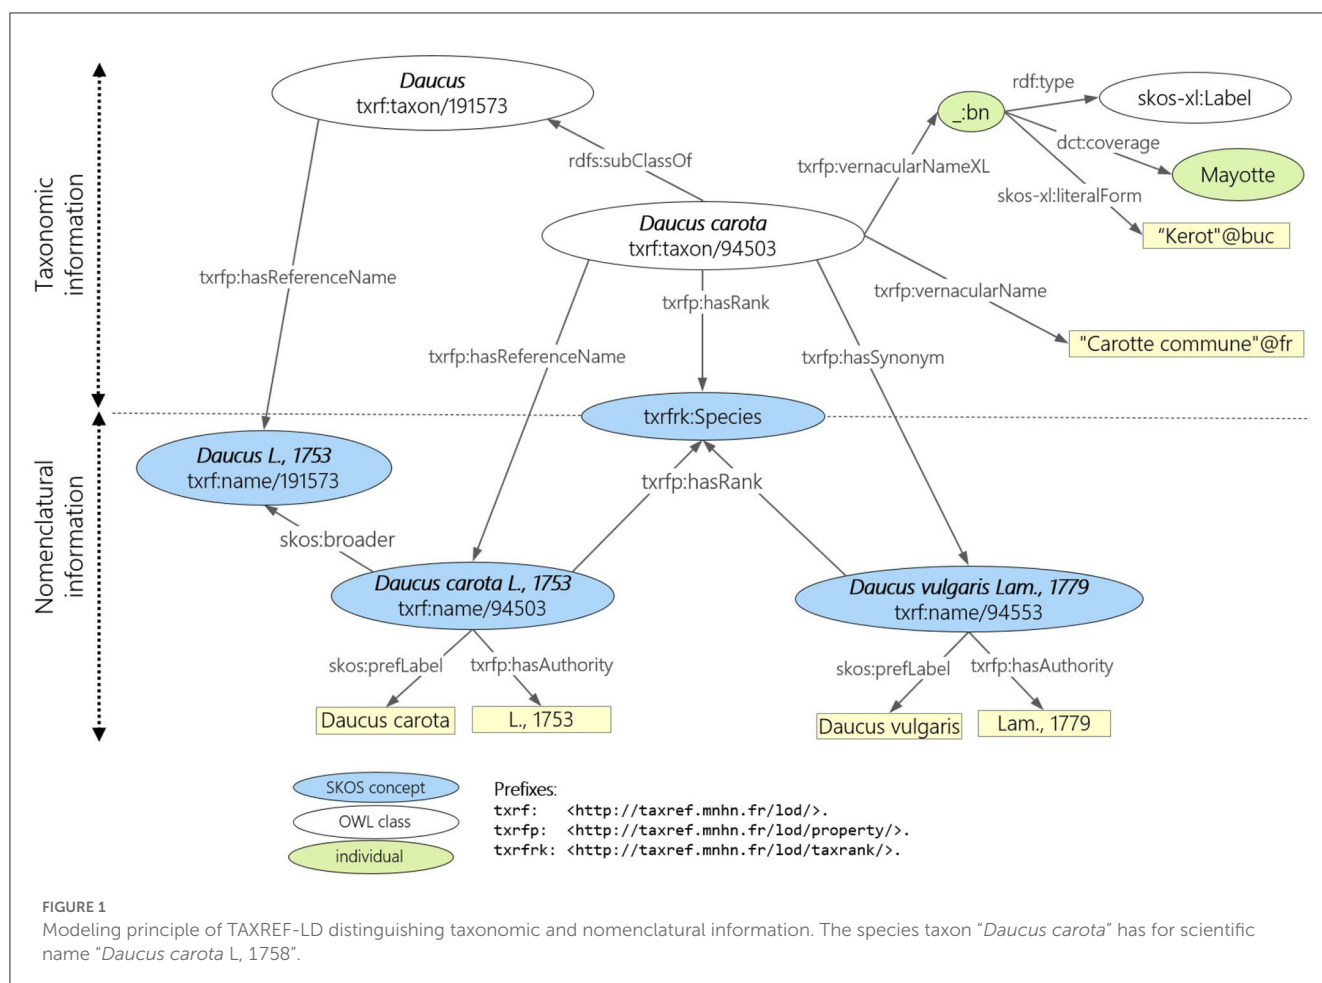 Taxonomic
information
Nomenclatural
information
Daucus
txrf:taxon/191573
rdfs:subClassOf
txrfp:hasReferenceName
Daucus carota
txrf:taxon/94503
txrfp:vernacularNameXL
_:bn
rdf:type
skos-xl:Label
dct:coverage
Mayotte
skos-xl:literalForm
"Kerot"@buc
txrfp:vernacularName
"Carotte commune"@fr
txrfp:hasRank
txrfp:hasReferenceName
txrfp:hasSynonym
txrfrk:Species
Daucus L., 1753
txrf:name/191573
txrfp:hasRank
skos:broader
Daucus carota L., 1753
txrf:name/94503
Daucus vulgaris Lam., 1779
txrf:name/94553
skos:prefLabel
txrfp:hasAuthority
skos:prefLabel
txrfp:hasAuthority
Daucus carota
L., 1753
Daucus vulgaris
Lam., 1779
SKOS concept
OWL class
individual
Prefixes:
txrf: <http://taxref.mnhn.fr/lod/>.
txrfp: <http://taxref.mnhn.fr/lod/property/>.
txrfrk: <http://taxref.mnhn.fr/lod/taxrank/>.
FIGURE 1
Modeling principle of TAXREF-LD distinguishing taxonomic and nomenclatural information. The species taxon "Daucus carota" has for scientific
name "Daucus carota L, 1758".